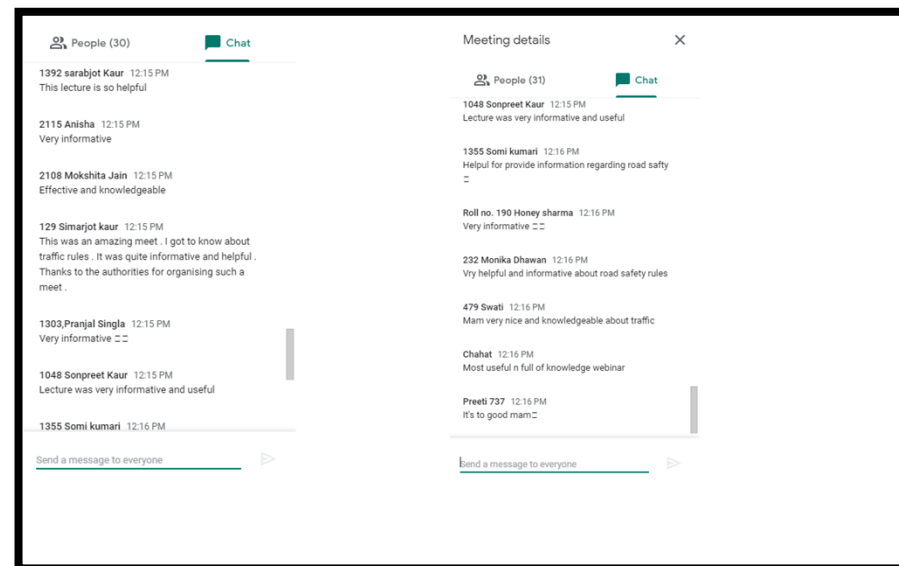 People (30)
Chat
1392 sarabjot Kaur 12:15 PM
This lecture is so helpful
2115 Anisha 12:15 PM
Very informative
2108 Mokshita Jain 12:15 PM
Effective and knowledgeable
129 Simarjot kaur 12:15 PM
This was an amazing meet . I got to know about
traffic rules . It was quite informative and helpful .
Thanks to the authorities for organising such a
meet .
1303,Pranjal Singla 12:15 PM
Very informative
1048 Sonpreet Kaur 12:15 PM
Lecture was very informative and useful
1355 Somi kumari 12:16 PM
Send a message to everyone
Meeting details
People (31)
Chat
1048 Sonpreet Kaur 12:15 PM
Lecture was very informative and useful
1355 Somi kumari 12:16 PM
Helpul for provide information regarding road safty
Roll no. 190 Honey sharma 12:16 PM
Very informative
232 Monika Dhawan 12:16 PM
Vry helpful and informative about road safety rules
479 Swati 12:16 PM
Mam very nice and knowledgeable about traffic
Chahat 12:16 PM
Most useful n full of knowledge webinar
Preeti 737 12:16 PM
It's to good mam
Send a message to everyone